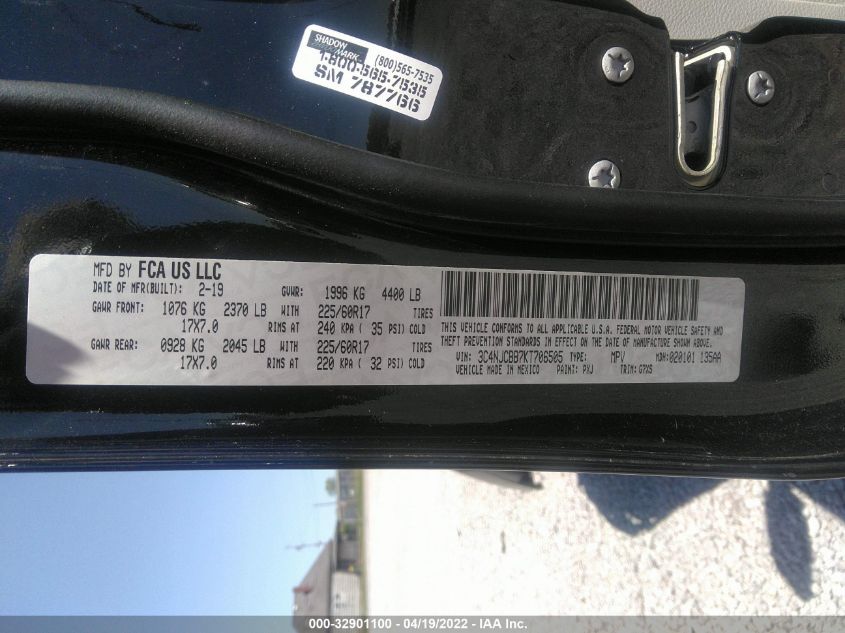 SHADOW
MARK
(800)565-7535
1-800-565-7535
SM 787766
MFD BY FCA US LLC
DATE OF MFR(BUILT): 2-19 GVWR: 1996 KG 4400 LB
GAWR FRONT: 1076 KG 2370 LB WITH 225/60R17 TIRES
17X7.0 RIMS AT 240 KPA ( 35 PSI) COLD
GAWR REAR: 0928 KG 2045 LB WITH 225/60R17 TIRES
17X7.0 RIMS AT 220 KPA ( 32 PSI) COLD
THIS VEHICLE CONFORMS TO ALL APPLICABLE U.S.A. FEDERAL MOTOR VEHICLE SAFETY AND
THEFT PREVENTION STANDARDS IN EFFECT ON THE DATE OF MANUFACTURE SHOWN ABOVE.
VIN: 3C4NJCBB7KT706505 TYPE: MPV MDH: 020101 135AA
VEHICLE MADE IN MEXICO PAINT: PXJ TRIM: G7XS
000-32901100 - 04/19/2022 - IAA Inc.